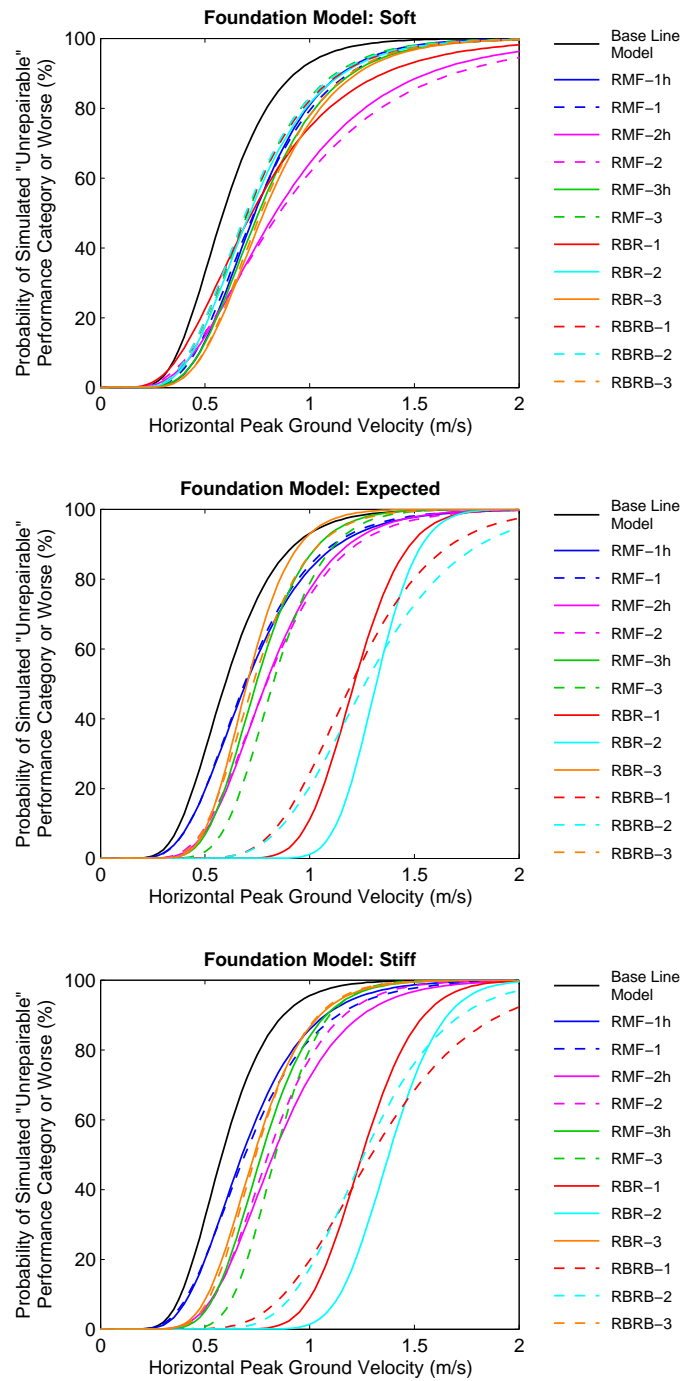 Foundation Model: Soft
Probability of Simulated "Unrepairable"
Performance Category or Worse (%)
100
80
60
40
20
0
0
0.5
1
1.5
2
Horizontal Peak Ground Velocity (m/s)
Base Line
Model
RMF−1h
RMF−1
RMF−2h
RMF−2
RMF−3h
RMF−3
RBR−1
RBR−2
RBR−3
RBRB−1
RBRB−2
RBRB−3
Foundation Model: Expected
Probability of Simulated "Unrepairable"
Performance Category or Worse (%)
100
80
60
40
20
0
0
0.5
1
1.5
2
Horizontal Peak Ground Velocity (m/s)
Base Line
Model
RMF−1h
RMF−1
RMF−2h
RMF−2
RMF−3h
RMF−3
RBR−1
RBR−2
RBR−3
RBRB−1
RBRB−2
RBRB−3
Foundation Model: Stiff
Probability of Simulated "Unrepairable"
Performance Category or Worse (%)
100
80
60
40
20
0
0
0.5
1
1.5
2
Horizontal Peak Ground Velocity (m/s)
Base Line
Model
RMF−1h
RMF−1
RMF−2h
RMF−2
RMF−3h
RMF−3
RBR−1
RBR−2
RBR−3
RBRB−1
RBRB−2
RBRB−3